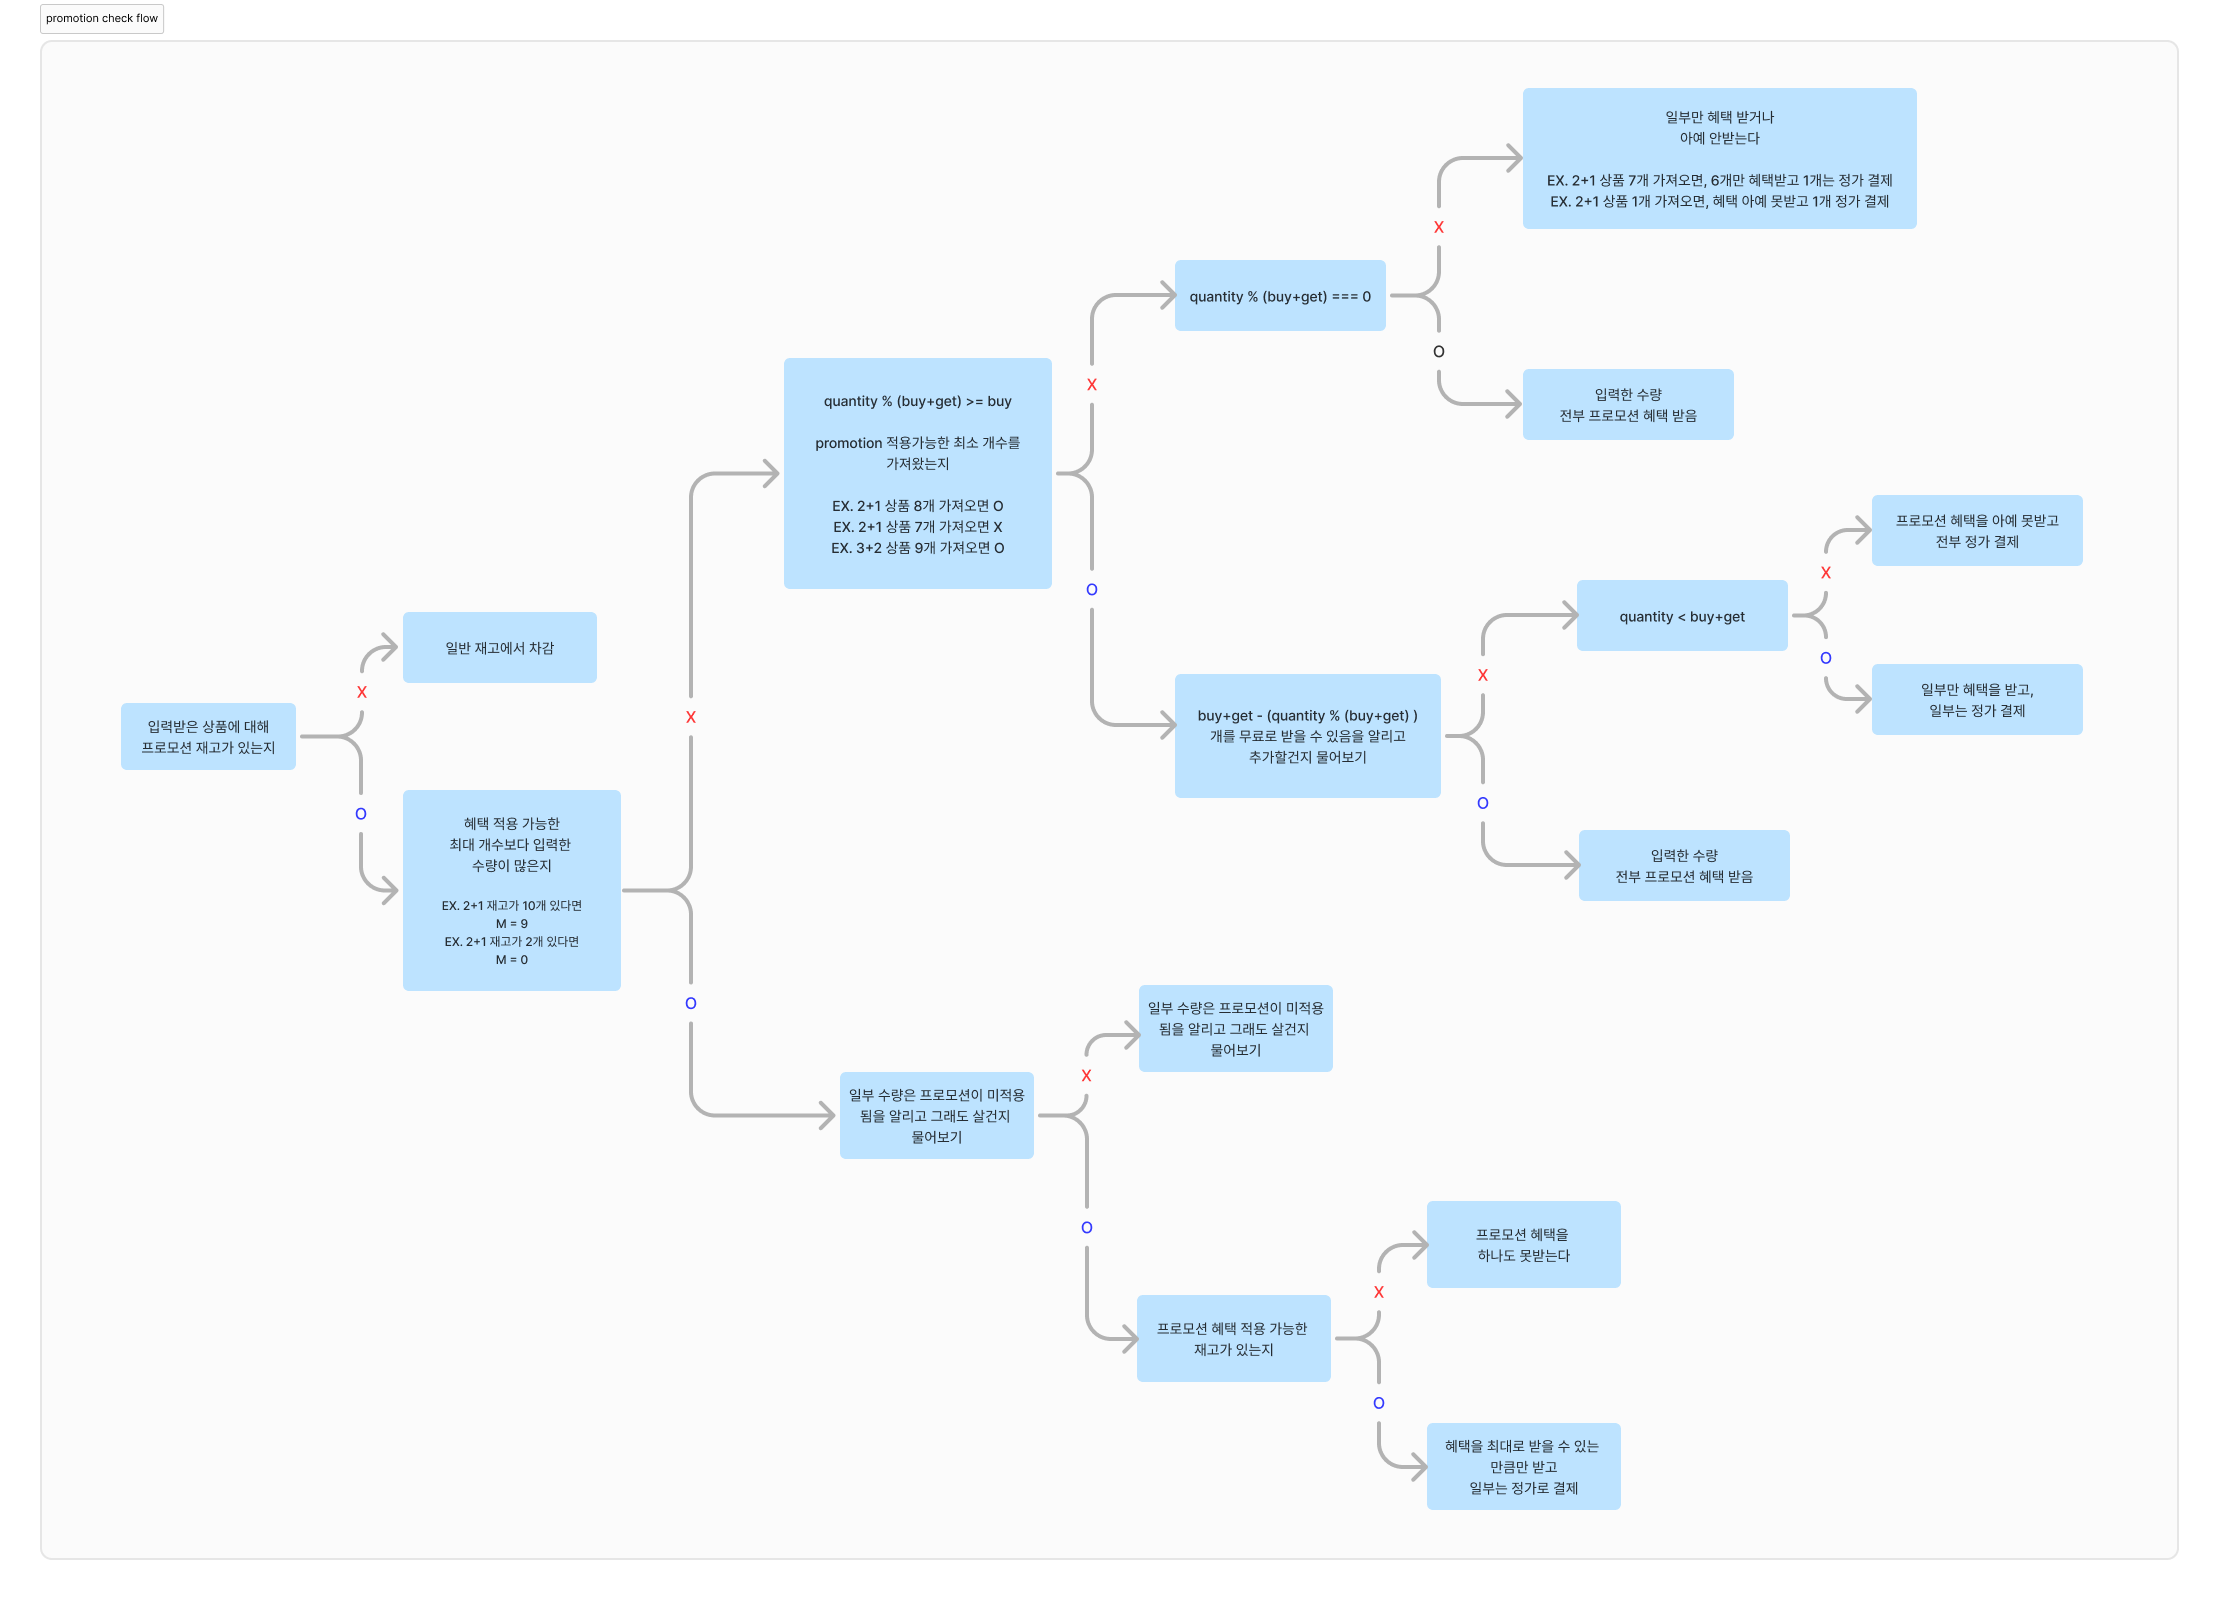 promotion check flow
입력받은 상품에 대해
프로모션 재고가 있는지
X
일반 재고에서 차감
O
혜택 적용 가능한
최대 개수보다 입력한
수량이 많은지
EX. 2+1 재고가 10개 있다면
M = 9
EX. 2+1 재고가 2개 있다면
M = 0
X
quantity % (buy+get) >= buy
promotion 적용가능한 최소 개수를
가져왔는지
EX. 2+1 상품 8개 가져오면 O
EX. 2+1 상품 7개 가져오면 X
EX. 3+2 상품 9개 가져오면 O
X
quantity % (buy+get) === 0
X
일부만 혜택 받거나
아예 안받는다
EX. 2+1 상품 7개 가져오면, 6개만 혜택받고 1개는 정가 결제
EX. 2+1 상품 1개 가져오면, 혜택 아예 못받고 1개 정가 결제
O
입력한 수량
전부 프로모션 혜택 받음
O
buy+get - (quantity % (buy+get) )
개를 무료로 받을 수 있음을 알리고
추가할건지 물어보기
X
quantity < buy+get
X
프로모션 혜택을 아예 못받고
전부 정가 결제
O
일부만 혜택을 받고,
일부는 정가 결제
O
입력한 수량
전부 프로모션 혜택 받음
O
일부 수량은 프로모션이 미적용
됨을 알리고 그래도 살건지
물어보기
X
일부 수량은 프로모션이 미적용
됨을 알리고 그래도 살건지
물어보기
O
프로모션 혜택 적용 가능한
재고가 있는지
X
프로모션 혜택을
하나도 못받는다
O
혜택을 최대로 받을 수 있는
만큼만 받고
일부는 정가로 결제